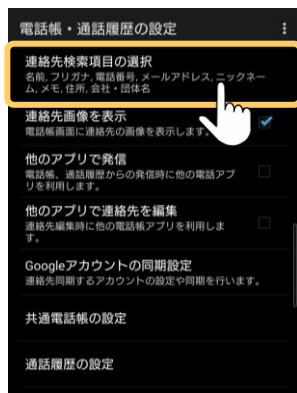 電話帳・通話履歴の設定
連絡先検索項目の選択
名前, フリガナ, 電話番号, メールアドレス, ニックネー
ム, メモ, 住所, 会社・団体名
連絡先画像を表示
電話帳画面に連絡先の画像を表示します。
他のアプリで発信
電話帳、通話履歴からの発信時に他の電話アプ
リを利用します。
他のアプリで連絡先を編集
連絡先編集時に他の電話帳アプリを利用しま
す。
Googleアカウントの同期設定
連絡先同期するアカウントの設定や同期を行います。
共通電話帳の設定
通話履歴の設定